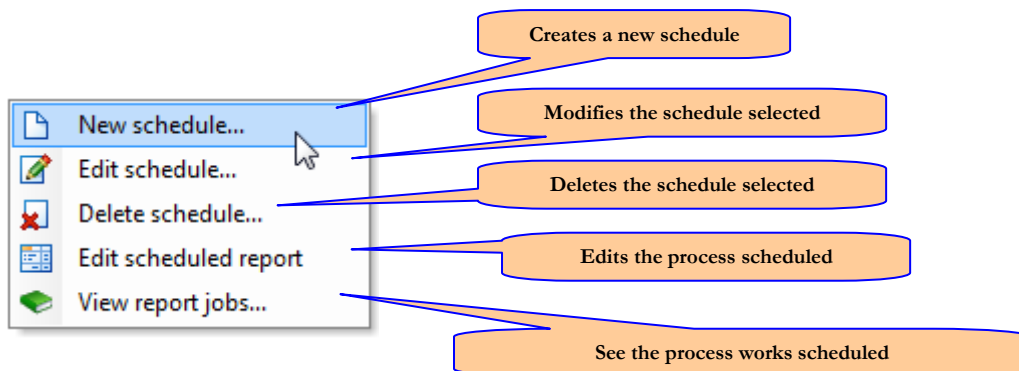 Creates a new schedule
New schedule...
Modifies the schedule selected
Edit schedule...
Deletes the schedule selected
Delete schedule...
Edit scheduled report
Edits the process scheduled
View report jobs...
See the process works scheduled